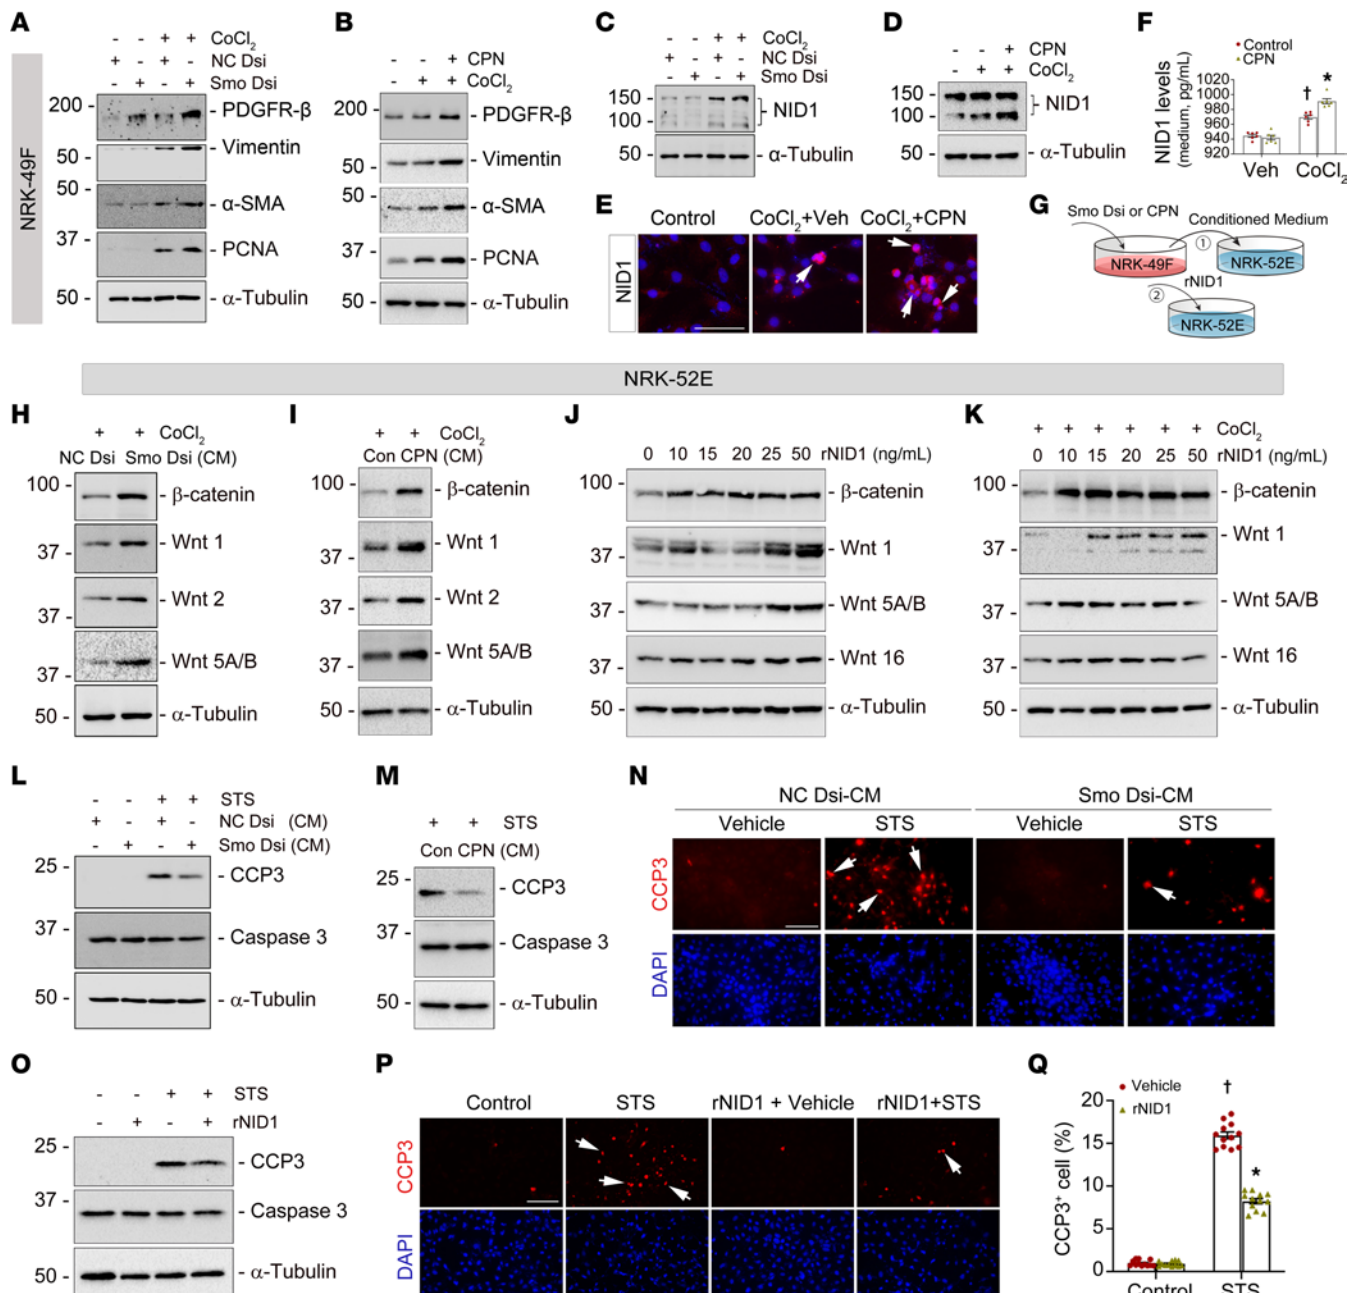 A
- - + + CoCl2
+ - + - NC Dsi
- + - + Smo Dsi
NRK-49F
200 - - PDGFR-β
50 - - Vimentin
50 - - α-SMA
37 - - PCNA
50 - - α-Tubulin
B
- - + CPN
- + + CoCl2
200 - - PDGFR-β
50 - - Vimentin
50 - - α-SMA
37 - - PCNA
50 - - α-Tubulin
C
- - + + CoCl2
+ - + - NC Dsi
- + - + Smo Dsi
150 -
100 - NID1
50 - - α-Tubulin
D
- - + CPN
- + + CoCl2
150 -
100 - NID1
50 - - α-Tubulin
E
Control CoCl2+Veh CoCl2+CPN
NID1
F
Control
CPN
NID1 levels
(medium, pg/mL)
1020
1000
980
960
940
920
† *
Veh CoCl2
G
Smo Dsi or CPN
Conditioned Medium
①
NRK-49F NRK-52E
rNID1
②
NRK-52E
NRK-52E
H
+ + CoCl2
NC Dsi Smo Dsi (CM)
100 - - β-catenin
37 - - Wnt 1
37 - - Wnt 2
37 - - Wnt 5A/B
50 - - α-Tubulin
I
+ + CoCl2
Con CPN (CM)
100 - - β-catenin
37 - - Wnt 1
37 - - Wnt 2
37 - - Wnt 5A/B
50 - - α-Tubulin
J
0 10 15 20 25 50 rNID1 (ng/mL)
100 - - β-catenin
37 - - Wnt 1
37 - - Wnt 5A/B
37 - - Wnt 16
50 - - α-Tubulin
K
+ + + + + + CoCl2
0 10 15 20 25 50 rNID1 (ng/mL)
100 - - β-catenin
37 - - Wnt 1
37 - - Wnt 5A/B
37 - - Wnt 16
50 - - α-Tubulin
L
- - + + STS
+ - + - NC Dsi (CM)
- + - + Smo Dsi (CM)
25 - - CCP3
37 - - Caspase 3
50 - - α-Tubulin
M
+ + STS
Con CPN (CM)
25 - - CCP3
37 - - Caspase 3
50 - - α-Tubulin
N
NC Dsi-CM Smo Dsi-CM
Vehicle STS Vehicle STS
CCP3
DAPI
O
- - + + STS
- + - + rNID1
25 - - CCP3
37 - - Caspase 3
50 - - α-Tubulin
P
Control STS rNID1 + Vehicle rNID1+STS
CCP3
DAPI
Q
Vehicle
rNID1
CCP3+ cell (%)
20
15
10
5
0
† *
Control STS